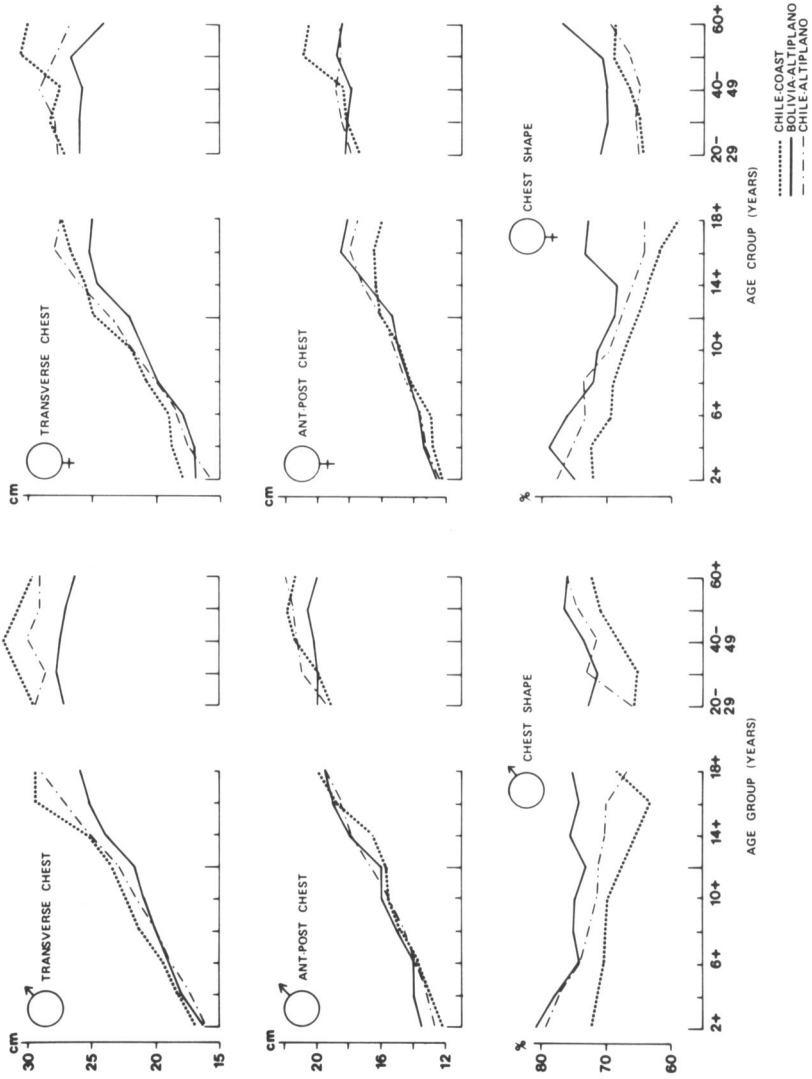 cm
30
25
20
15
♂ TRANSVERSE CHEST
cm
♀ TRANSVERSE CHEST
cm
20
16
12
♂ ANT-POST CHEST
cm
♀ ANT-POST CHEST
%
80
70
60
♂ CHEST SHAPE
2+ 6+ 10+ 14+ 18+ 20-29 40-49 60+
AGE GROUP (YEARS)
%
♀ CHEST SHAPE
2+ 6+ 10+ 14+ 18+ 20-29 40-49 60+
AGE CROUP (YEARS)
CHILE-COAST
BOLIVIA-ALTIPLANO
CHILE-ALTIPLANO